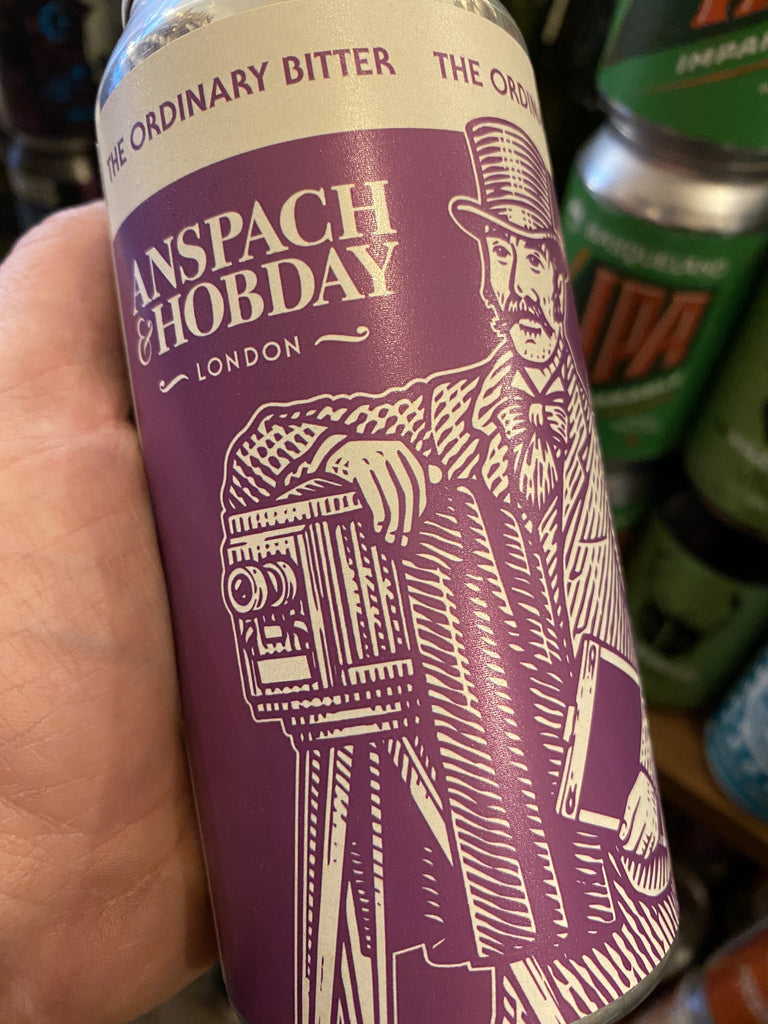 THE ORDINARY BITTER
THE ORDIN
ANSPACH
& HOBDAY
LONDON
IPA